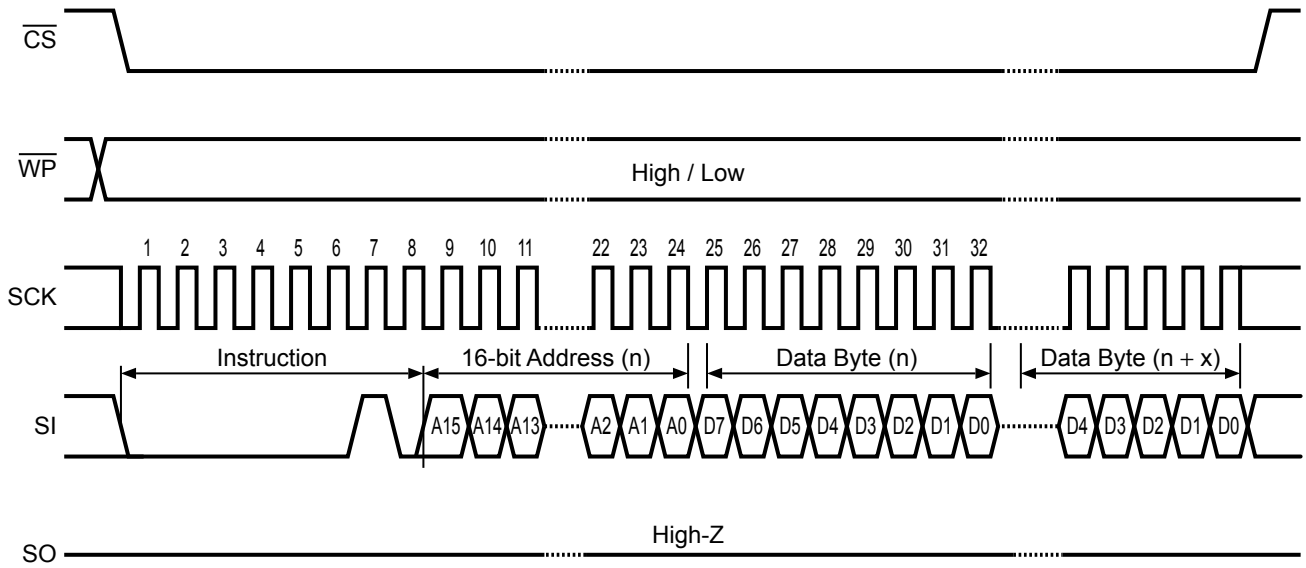 CS
WP
High / Low
1 2 3 4 5 6 7 8 9 10 11 22 23 24 25 26 27 28 29 30 31 32
SCK
Instruction 16-bit Address (n) Data Byte (n) Data Byte (n + x)
SI A15 A14 A13 A2 A1 A0 D7 D6 D5 D4 D3 D2 D1 D0 D4 D3 D2 D1 D0
High-Z
SO